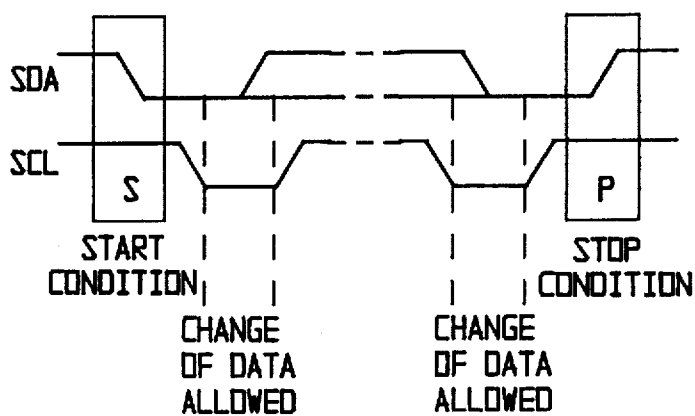 SDA
SCL
S
P
START
CONDITION
STOP
CONDITION
CHANGE
OF DATA
ALLOWED
CHANGE
OF DATA
ALLOWED